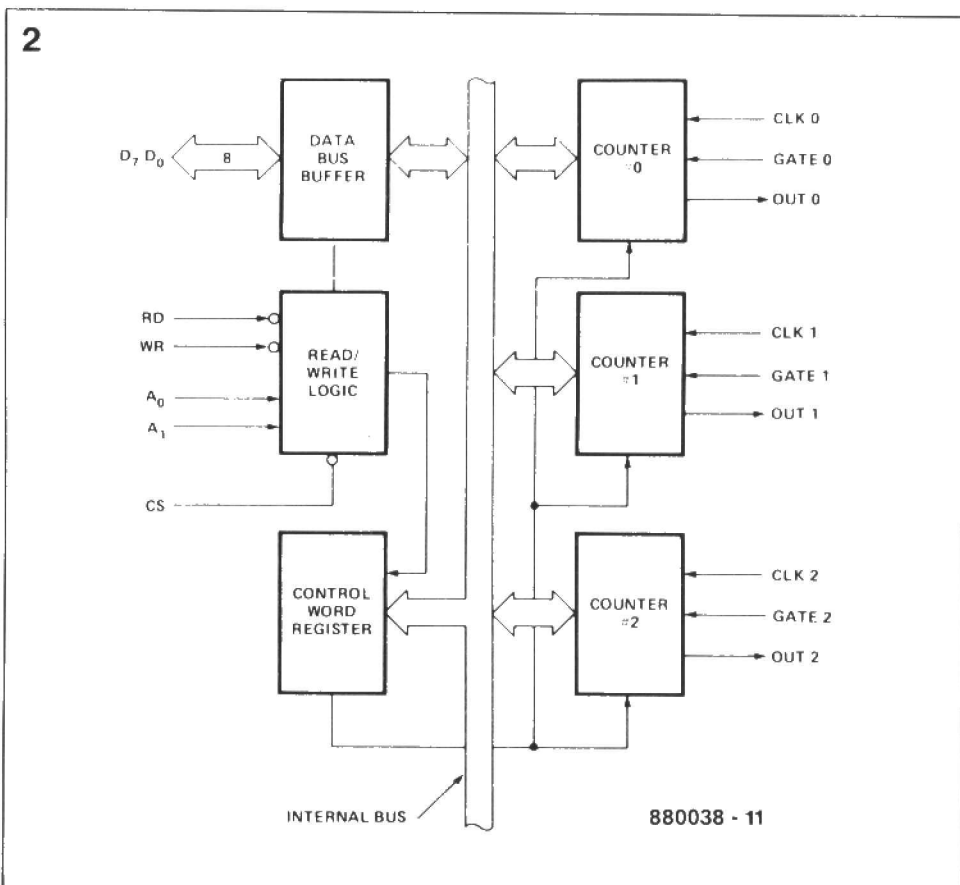 2
DATA
BUS
BUFFER
D₇ D₀
8
COUNTER
#0
CLK 0
GATE 0
OUT 0
RD
WR
A₀
A₁
CS
READ/
WRITE
LOGIC
COUNTER
#1
CLK 1
GATE 1
OUT 1
CONTROL
WORD
REGISTER
COUNTER
#2
CLK 2
GATE 2
OUT 2
INTERNAL BUS
880038 - 11